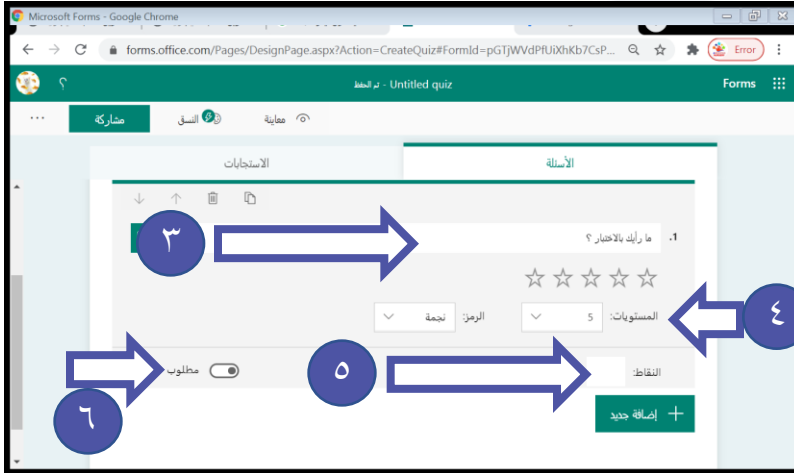 Microsoft Forms - Google Chrome
forms.office.com/Pages/DesignPage.aspx?Action=CreateQuiz#FormId=pGTjWVdPfUiXhKb7CsP...
Error
Forms
Untitled quiz - تم الحفظ
؟
معاينة
النسق
مشاركة
...
الأسئلة
الاستجابات
٣
1. ما رأيك بالاختبار ؟
٤
المستويات: 5
الرمز: نجمة
٥
النقاط:
مطلوب
٦
+ إضافة جديد